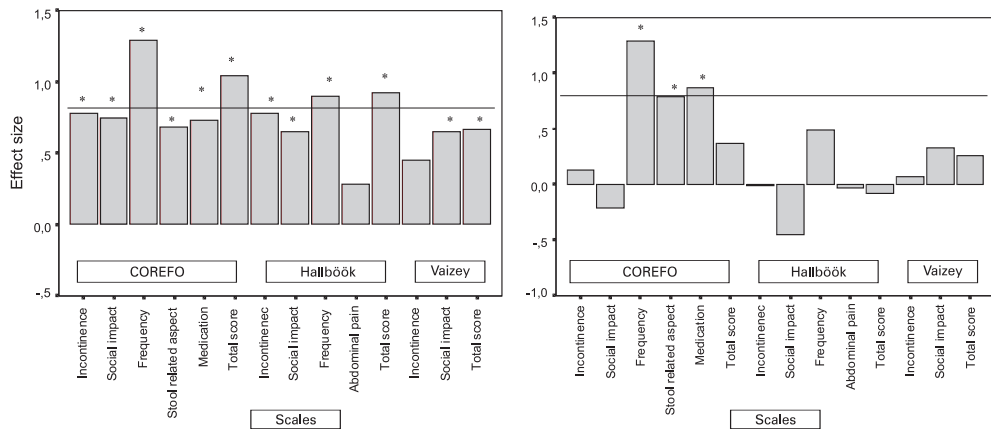 1,5
1,0
,5
0,0
-,5
Effect size
* * * * * * * * * * * * *
COREFO
Hallböök
Vaizey
Incontinence
Social impact
Frequency
Stool related aspect
Medication
Total score
Incontinenec
Social impact
Frequency
Abdominal pain
Total score
Incontinence
Social impact
Total score
Scales
1,5
1,0
,5
0,0
-,5
-1,0
* * *
COREFO
Hallböök
Vaizey
Incontinence
Social impact
Frequency
Stool related aspect
Medication
Total score
Incontinenec
Social impact
Frequency
Abdominal pain
Total score
Incontinence
Social impact
Total score
Scales